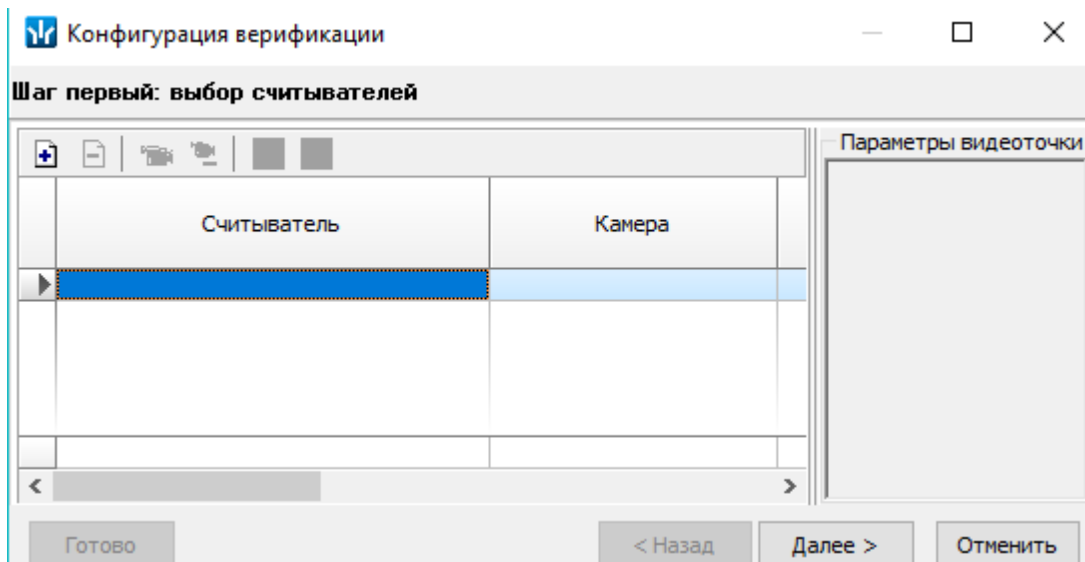 Конфигурация верификации
Шаг первый: выбор считывателей
Параметры видеоточки
Считыватель Камера
Готово < Назад Далее > Отменить